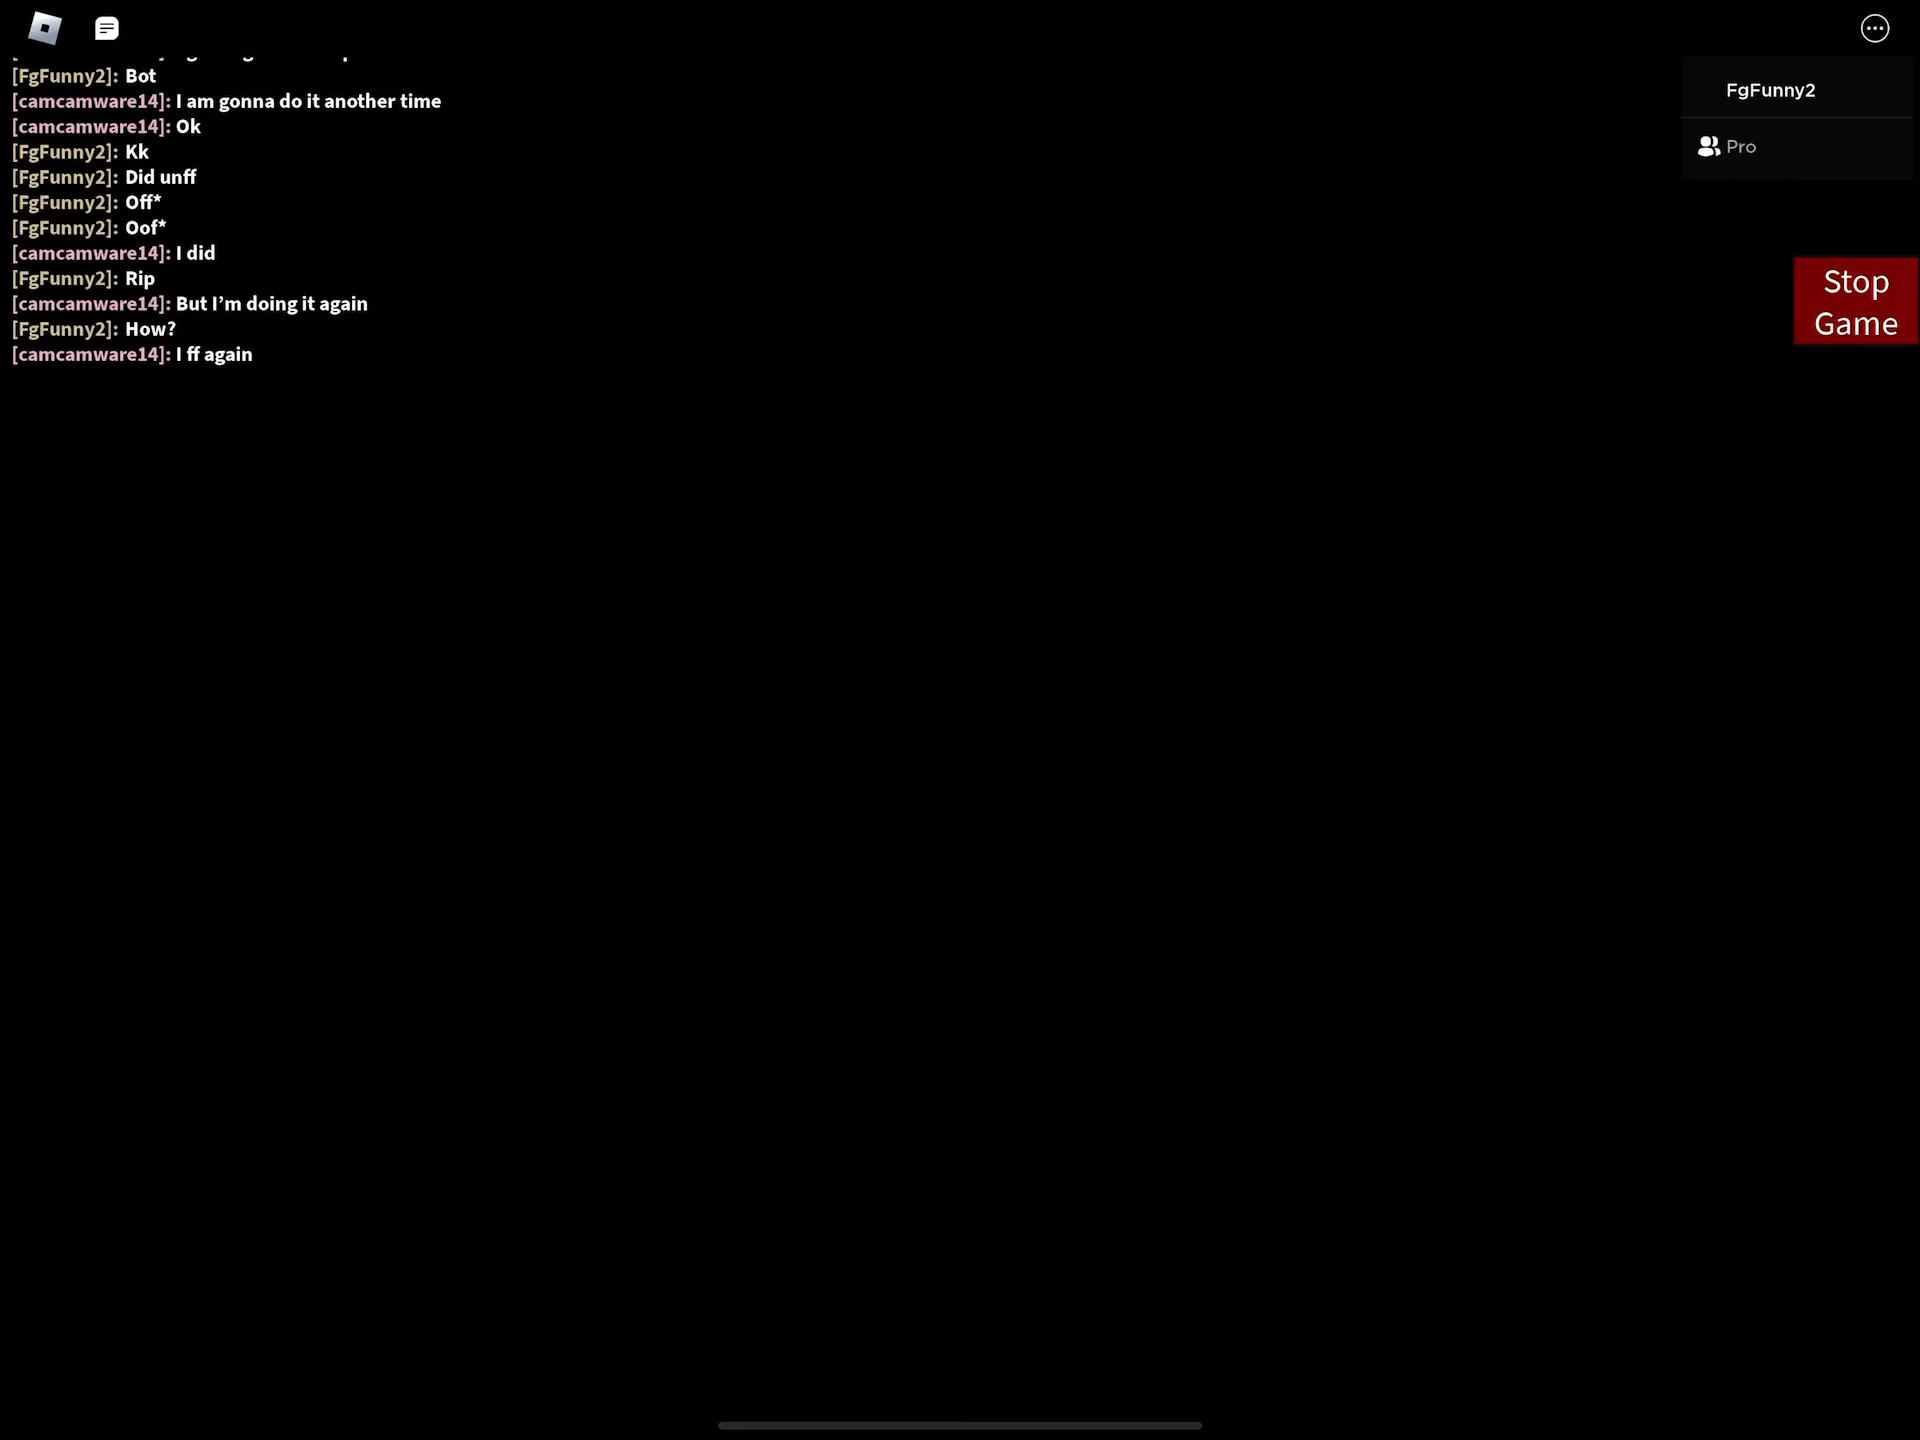 [FgFunny2]: Bot
[camcamware14]: I am gonna do it another time
[camcamware14]: Ok
[FgFunny2]: Kk
[FgFunny2]: Did unff
[FgFunny2]: Off*
[FgFunny2]: Oof*
[camcamware14]: I did
[FgFunny2]: Rip
[camcamware14]: But I’m doing it again
[FgFunny2]: How?
[camcamware14]: I ff again
FgFunny2
Pro
Stop
Game